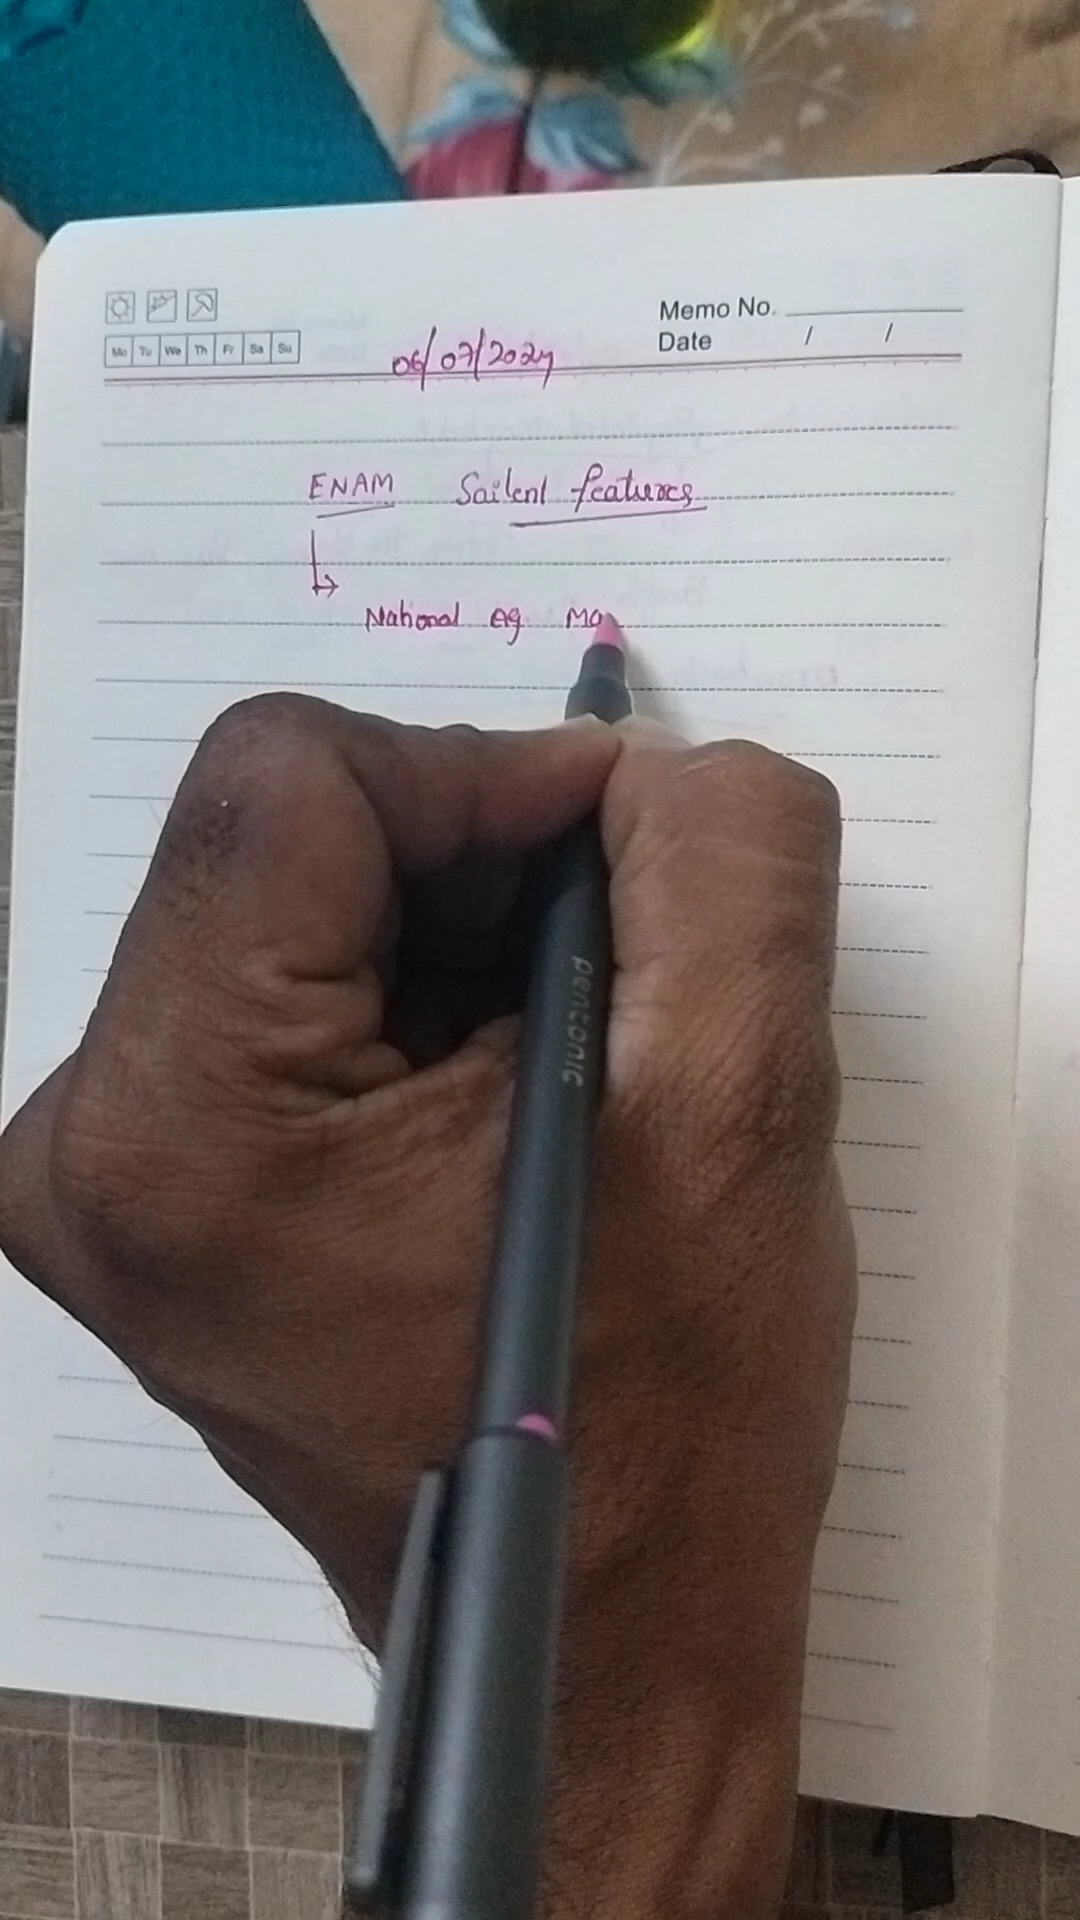 Memo No.
Date / /
Mo Tu We Th Fr Sa Su
06/07/2024
ENAM Sailent features
National Ag Ma
pentonic